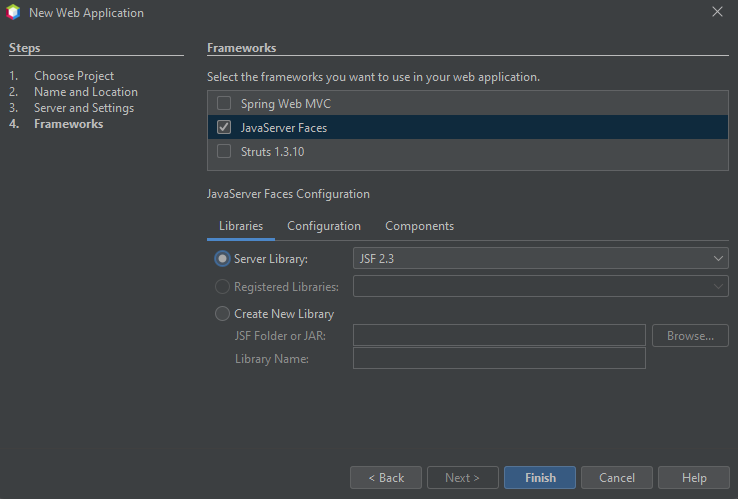 New Web Application
Steps
1. Choose Project
2. Name and Location
3. Server and Settings
4. Frameworks
Frameworks
Select the frameworks you want to use in your web application.
Spring Web MVC
JavaServer Faces
Struts 1.3.10
JavaServer Faces Configuration
Libraries Configuration Components
Server Library: JSF 2.3
Registered Libraries:
Create New Library
JSF Folder or JAR: Browse...
Library Name:
< Back Next > Finish Cancel Help